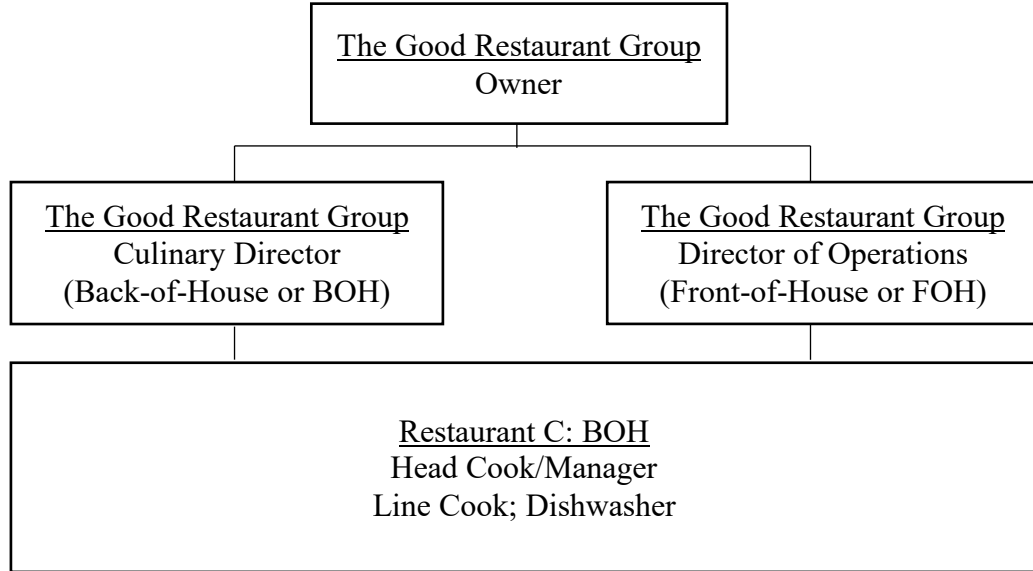 The Good Restaurant Group
Owner
The Good Restaurant Group
Culinary Director
(Back-of-House or BOH)
The Good Restaurant Group
Director of Operations
(Front-of-House or FOH)
Restaurant C: BOH
Head Cook/Manager
Line Cook; Dishwasher